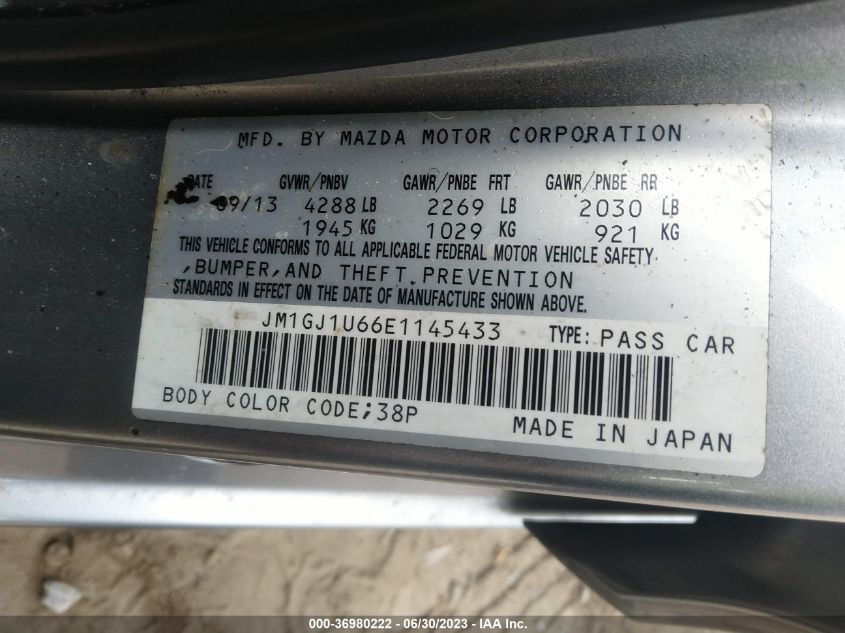 MFD. BY MAZDA MOTOR CORPORATION
DATE GVWR/PNBV GAWR/PNBE FRT GAWR/PNBE RR
09/13 4288 LB 2269 LB 2030 LB
1945 KG 1029 KG 921 KG
THIS VEHICLE CONFORMS TO ALL APPLICABLE FEDERAL MOTOR VEHICLE SAFETY
,BUMPER,AND THEFT PREVENTION
STANDARDS IN EFFECT ON THE DATE OF MANUFACTURE SHOWN ABOVE.
JM1GJ1U66E1145433 TYPE: PASS CAR
BODY COLOR CODE;38P
MADE IN JAPAN
000-36980222 - 06/30/2023 - IAA Inc.